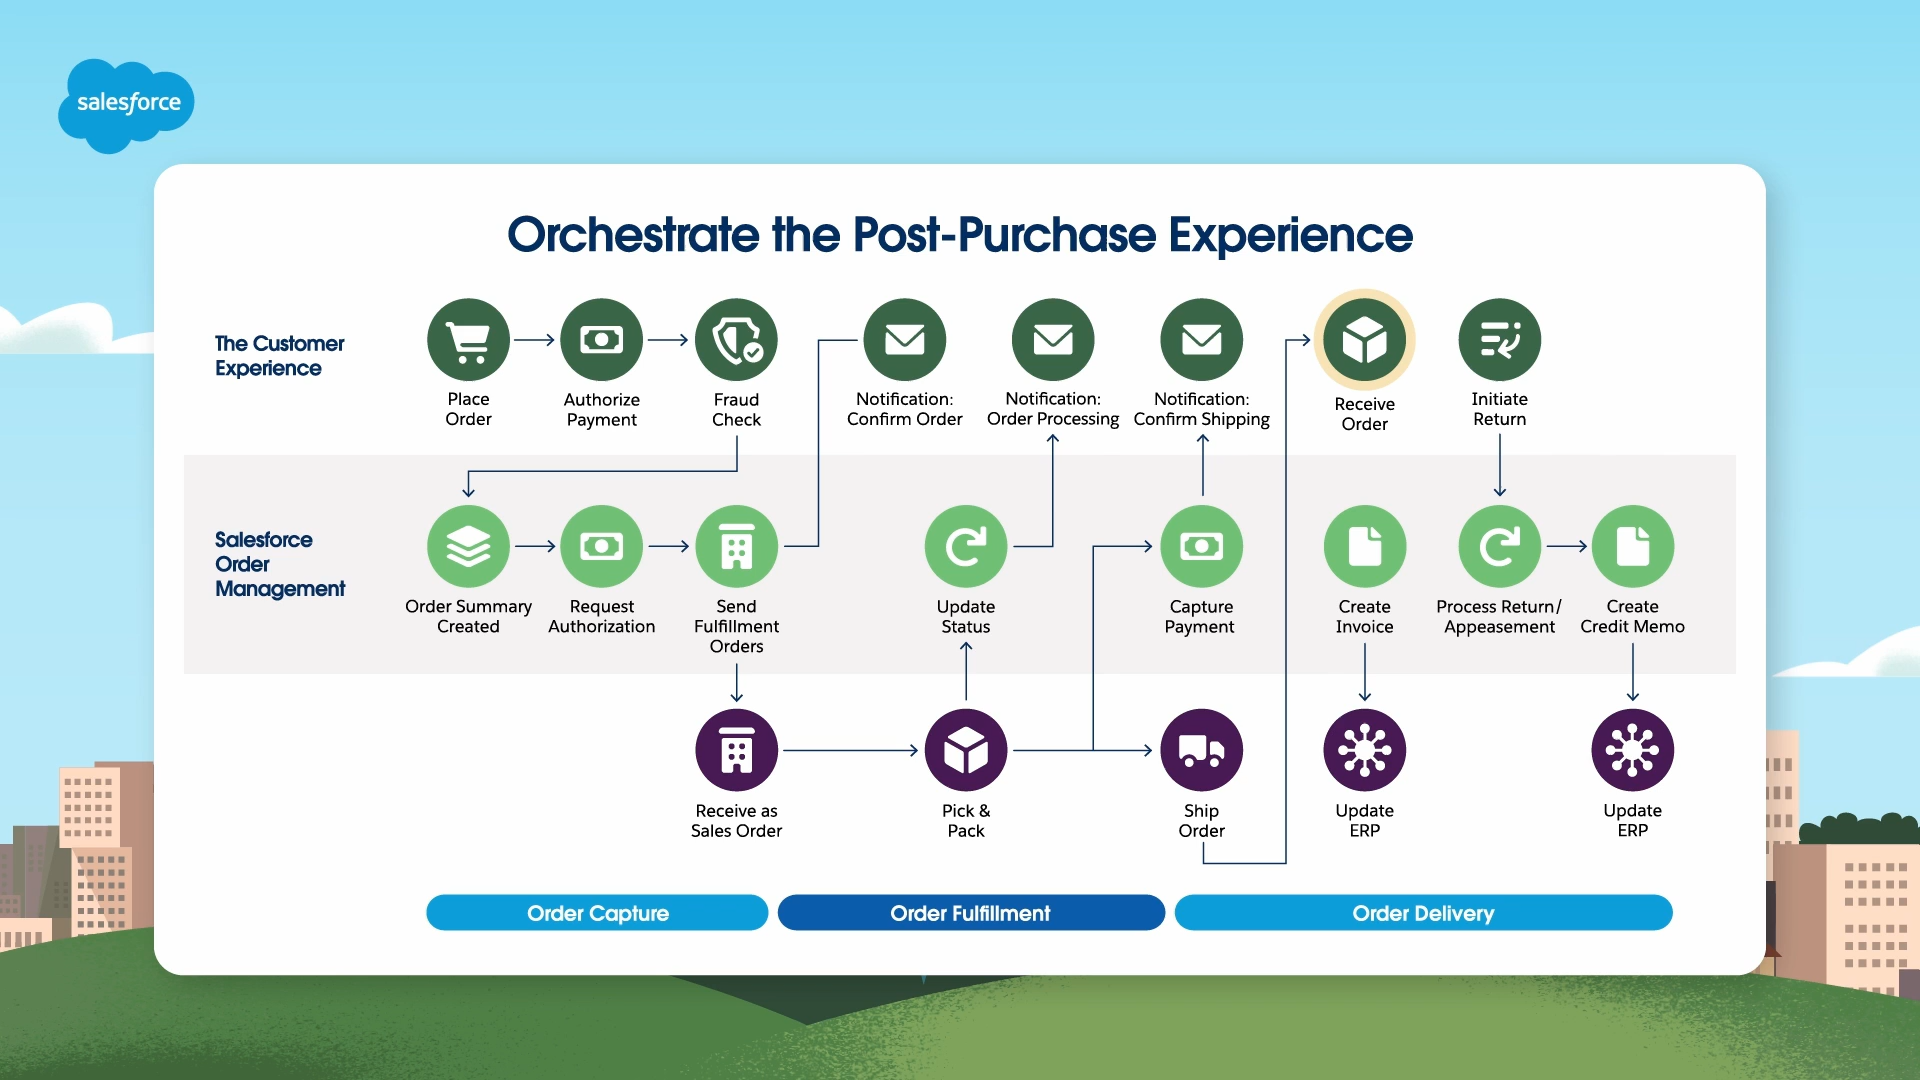 salesforce
Orchestrate the Post-Purchase Experience
The Customer
Experience
Place
Order
Authorize
Payment
Fraud
Check
Notification:
Confirm Order
Notification:
Order Processing
Notification:
Confirm Shipping
Receive
Order
Initiate
Return
Salesforce
Order
Management
Order Summary
Created
Request
Authorization
Send
Fulfillment
Orders
Update
Status
Capture
Payment
Create
Invoice
Process Return/
Appeasement
Create
Credit Memo
Receive as
Sales Order
Pick &
Pack
Ship
Order
Update
ERP
Update
ERP
Order Capture
Order Fulfillment
Order Delivery